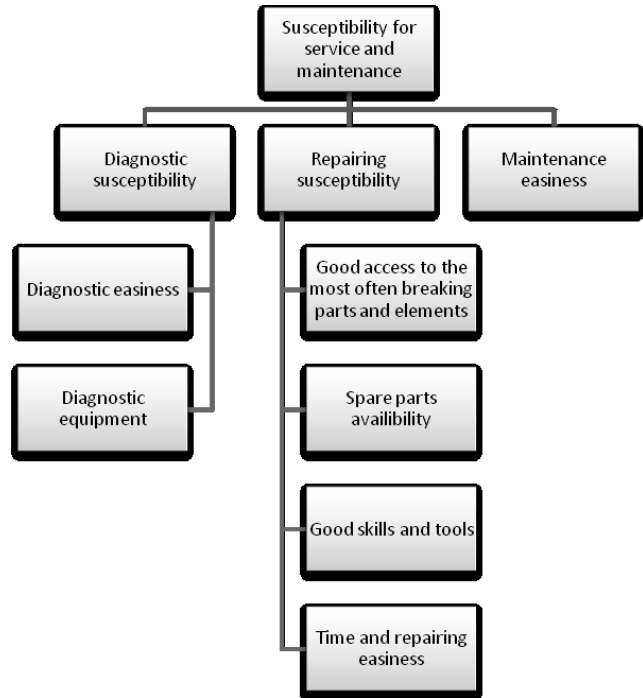 Susceptibility for
service and
maintenance
Diagnostic
susceptibility
Repairing
susceptibility
Maintenance
easiness
Diagnostic easiness
Good access to the
most often breaking
parts and elements
Diagnostic
equipment
Spare parts
availibility
Good skills and tools
Time and repairing
easiness